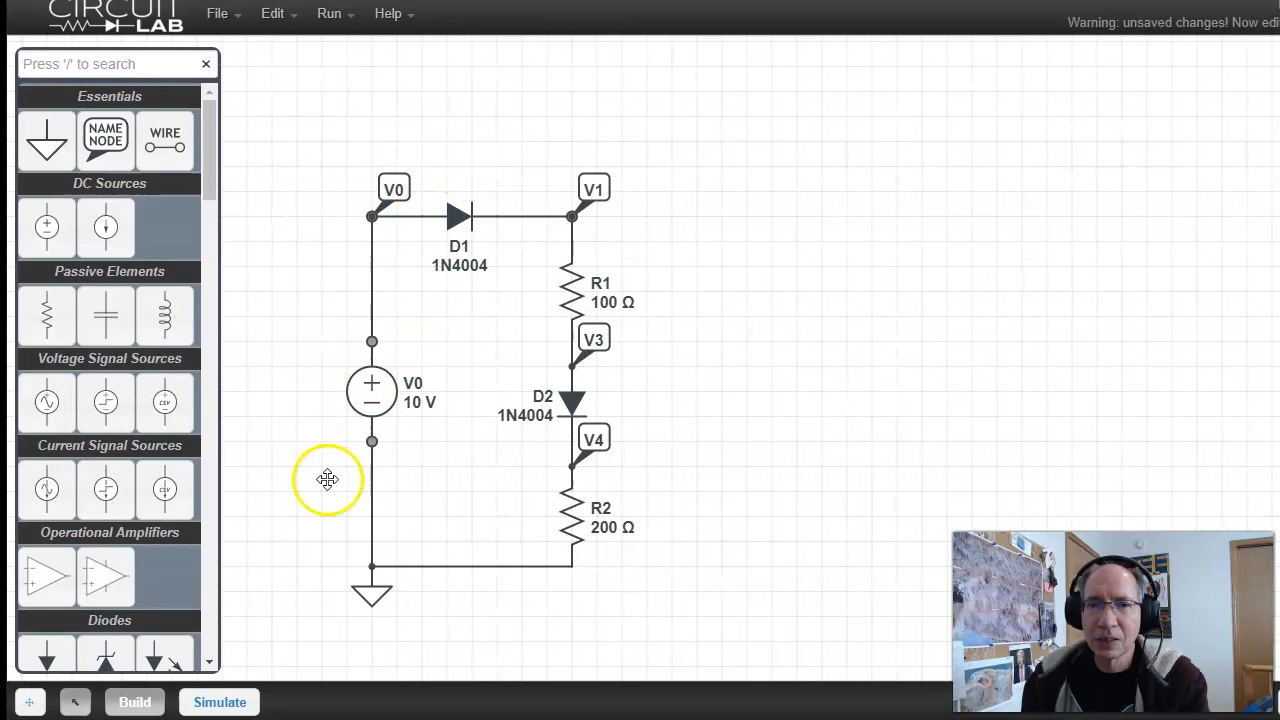 CIRCUIT
LAB
File
Edit
Run
Help
Warning: unsaved changes! Now edi
Press '/' to search
×
Essentials
NAME
NODE
WIRE
DC Sources
Passive Elements
Voltage Signal Sources
CSV
Current Signal Sources
CSV
Operational Amplifiers
Diodes
V0
V1
D1
1N4004
R1
100 Ω
V3
V0
10 V
D2
1N4004
V4
R2
200 Ω
Build
Simulate